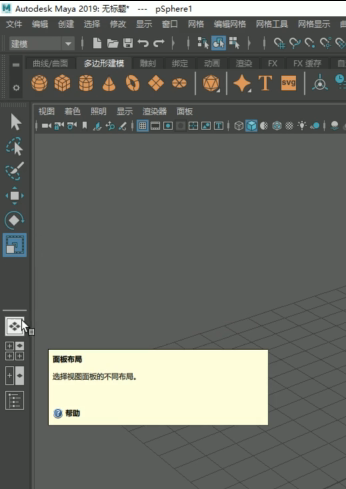 Autodesk Maya 2019: 无标题* --- pSphere1
文件 编辑 创建 选择 修改 显示 窗口 网格 编辑网格 网格工具 网格显示
建模
曲线/曲面 多边形建模 雕刻 绑定 动画 渲染 FX FX 缓存
T SVG
视图 着色 照明 显示 渲染器 面板
面板布局
选择视图面板的不同布局。
帮助